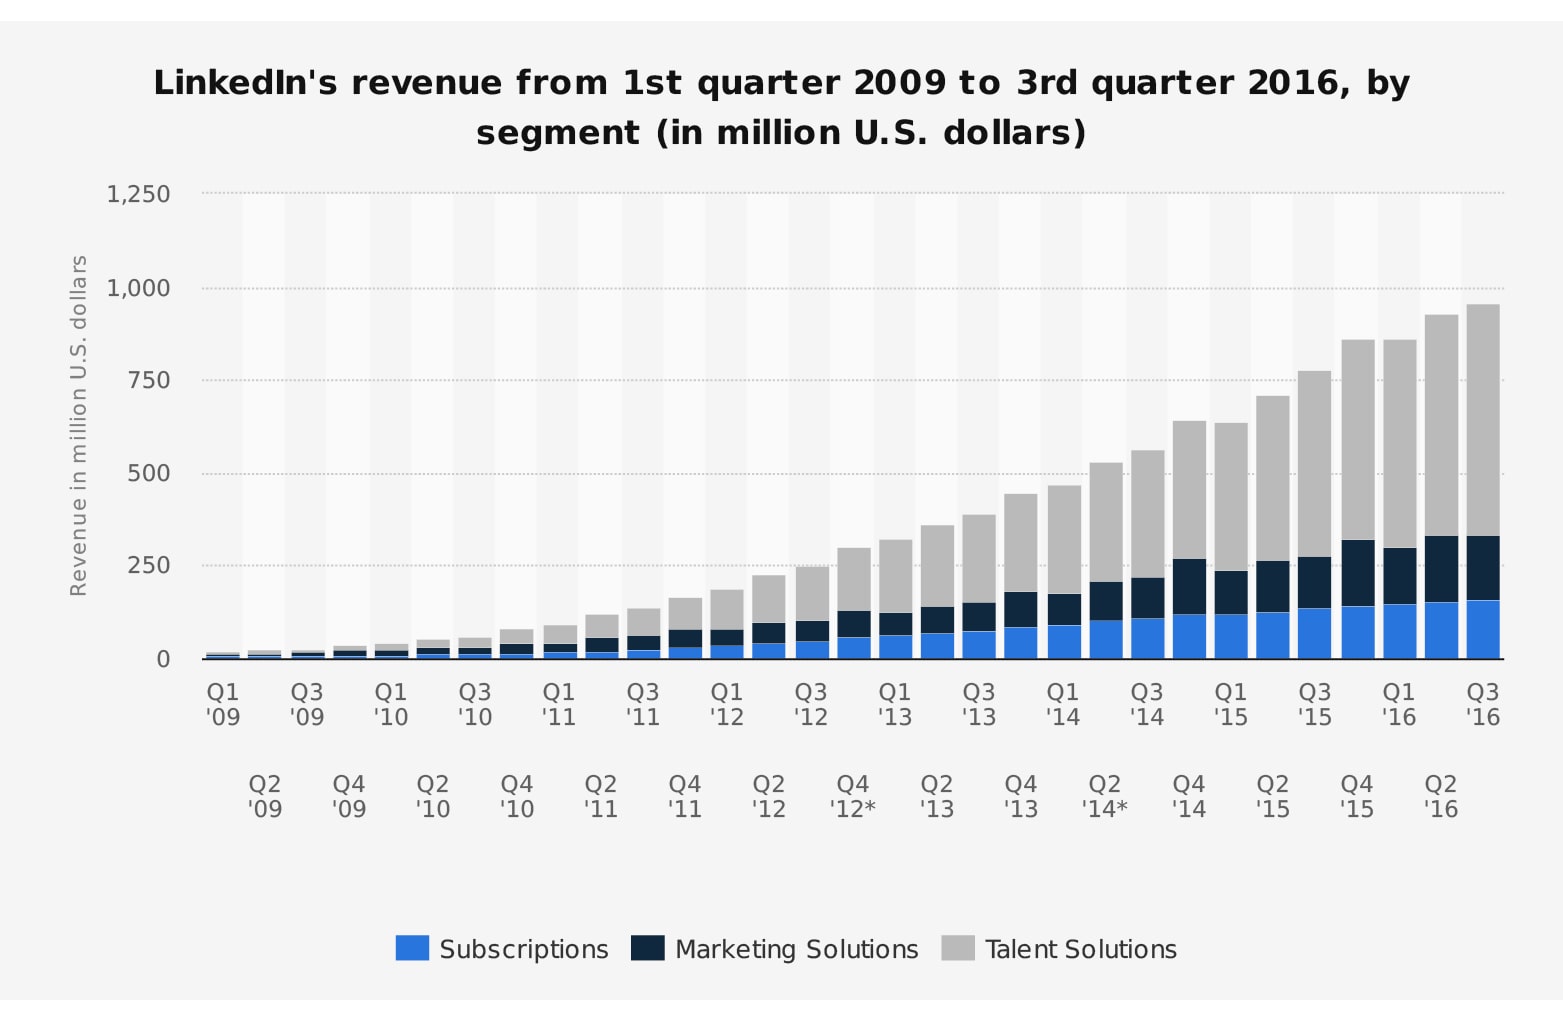 LinkedIn's revenue from 1st quarter 2009 to 3rd quarter 2016, by
segment (in million U.S. dollars)
Revenue in million U.S. dollars
1,250
1,000
750
500
250
0
Q1 '09
Q2 '09
Q3 '09
Q4 '09
Q1 '10
Q2 '10
Q3 '10
Q4 '10
Q1 '11
Q2 '11
Q3 '11
Q4 '11
Q1 '12
Q2 '12
Q3 '12
Q4 '12*
Q1 '13
Q2 '13
Q3 '13
Q4 '13
Q1 '14
Q2 '14*
Q3 '14
Q4 '14
Q1 '15
Q2 '15
Q3 '15
Q4 '15
Q1 '16
Q2 '16
Q3 '16
Subscriptions
Marketing Solutions
Talent Solutions